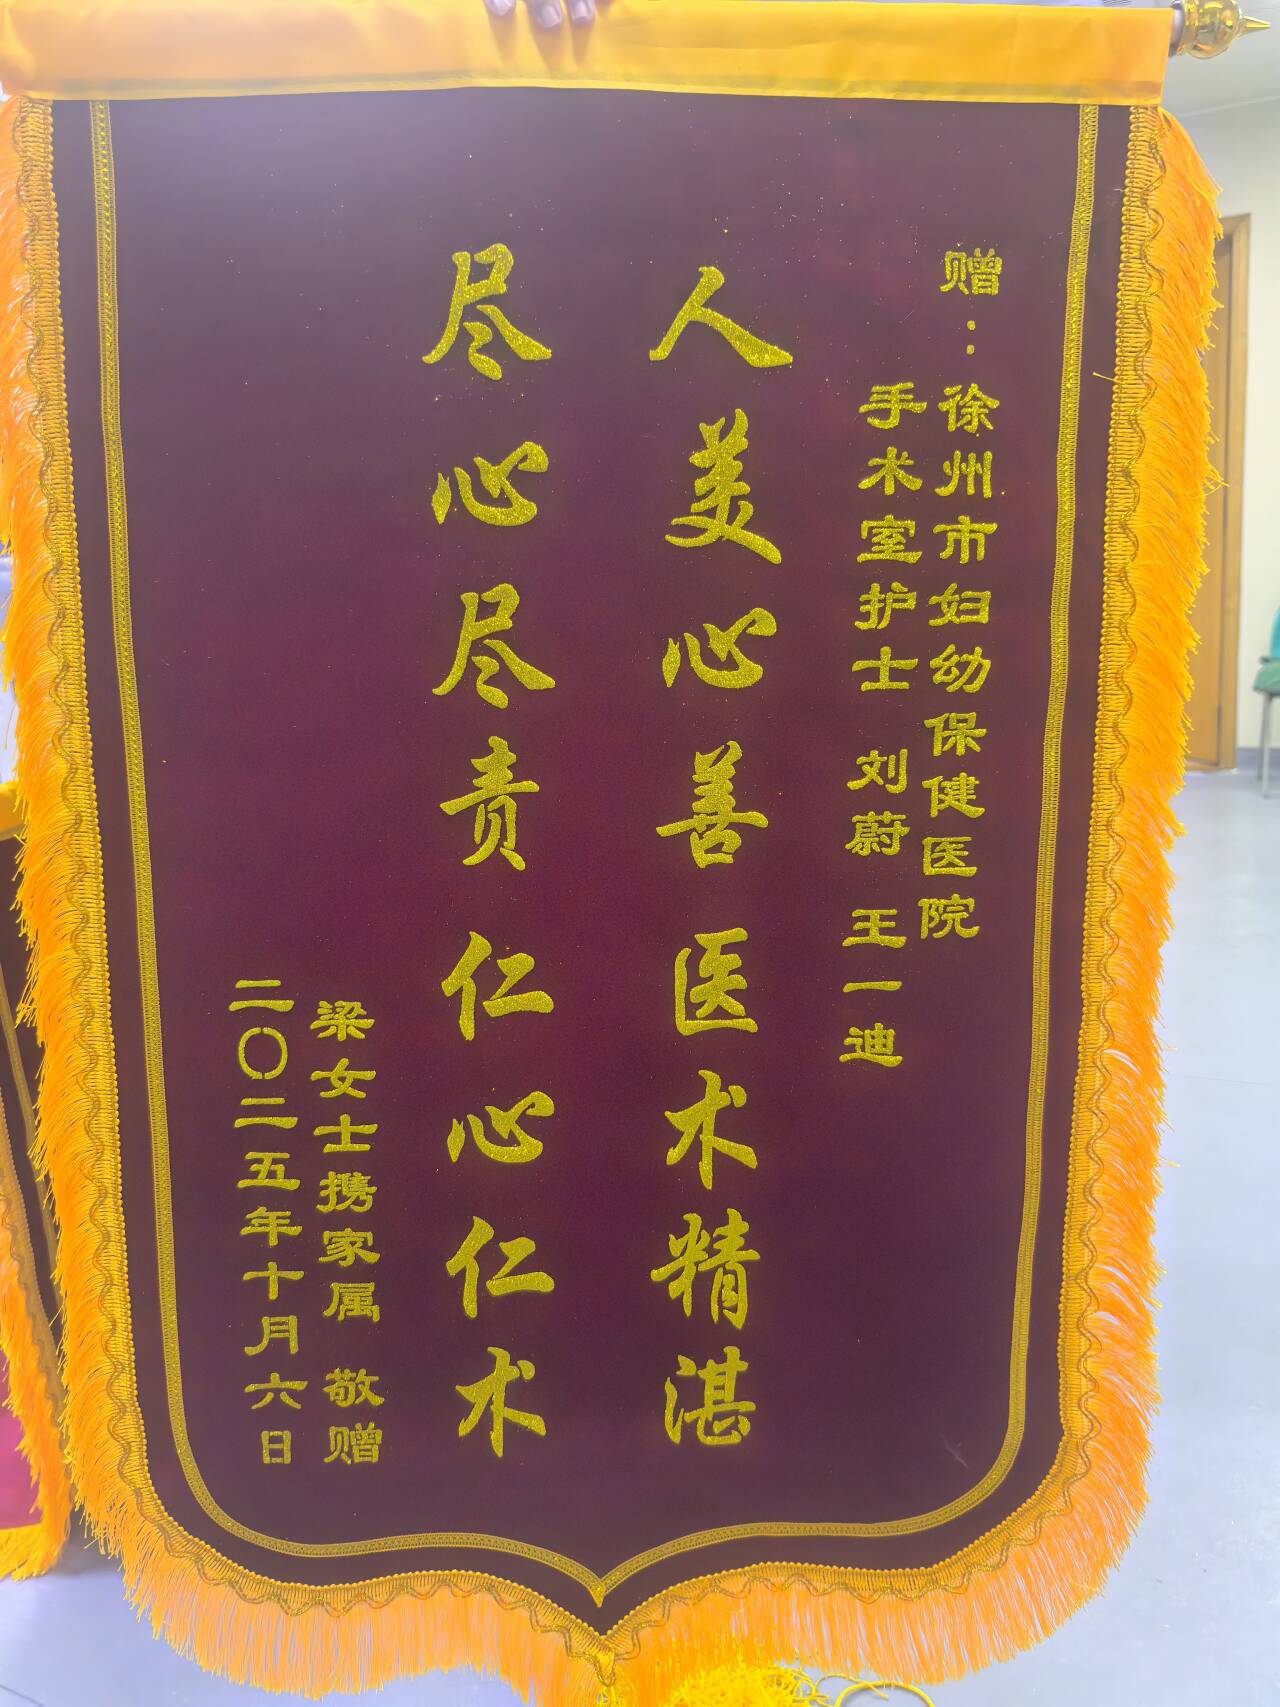 赠：徐州市妇幼保健医院
手术室护士 刘蔚 王一迪
人美心善医术精湛
尽心尽责仁心仁术
梁女士携家属 敬赠
二〇二五年十月六日